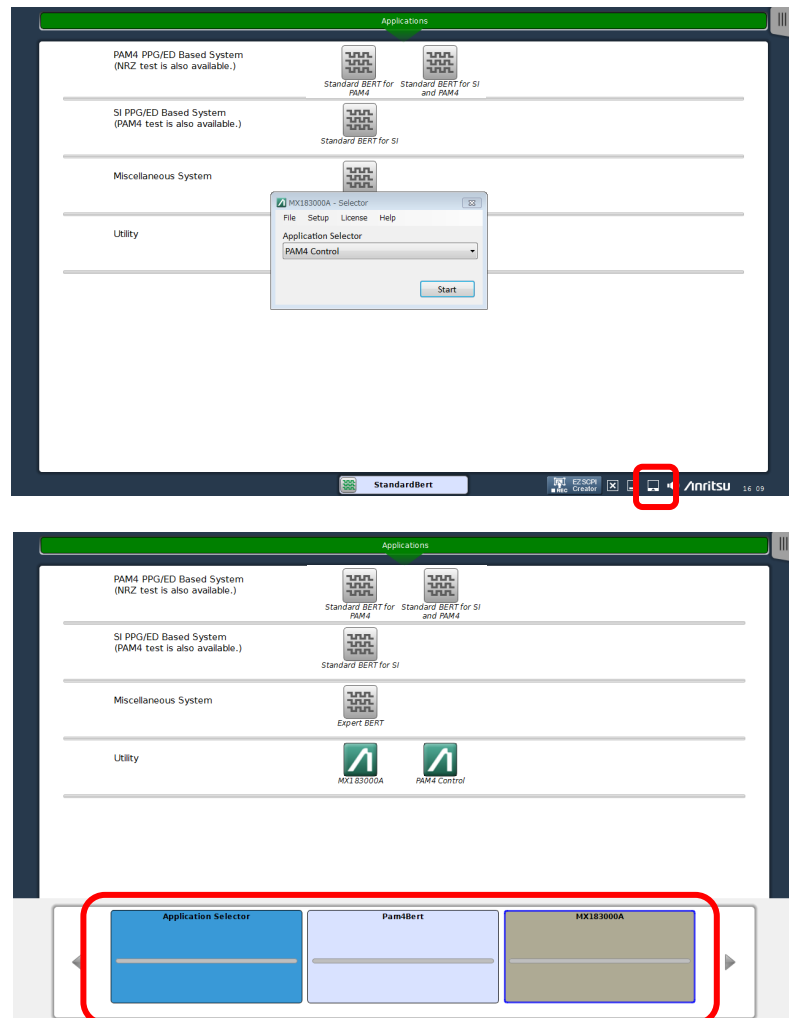 Applications
PAM4 PPG/ED Based System
(NRZ test is also available.)
Standard BERT for
PAM4
Standard BERT for SI
and PAM4
SI PPG/ED Based System
(PAM4 test is also available.)
Standard BERT for SI
Miscellaneous System
MX183000A - Selector
File Setup License Help
Application Selector
PAM4 Control
Start
Utility
StandardBert
REC
EZSCPI
Creator
Anritsu
16 09
Applications
PAM4 PPG/ED Based System
(NRZ test is also available.)
Standard BERT for
PAM4
Standard BERT for SI
and PAM4
SI PPG/ED Based System
(PAM4 test is also available.)
Standard BERT for SI
Miscellaneous System
Expert BERT
Utility
MX183000A
PAM4 Control
Application Selector
Pam4Bert
MX183000A